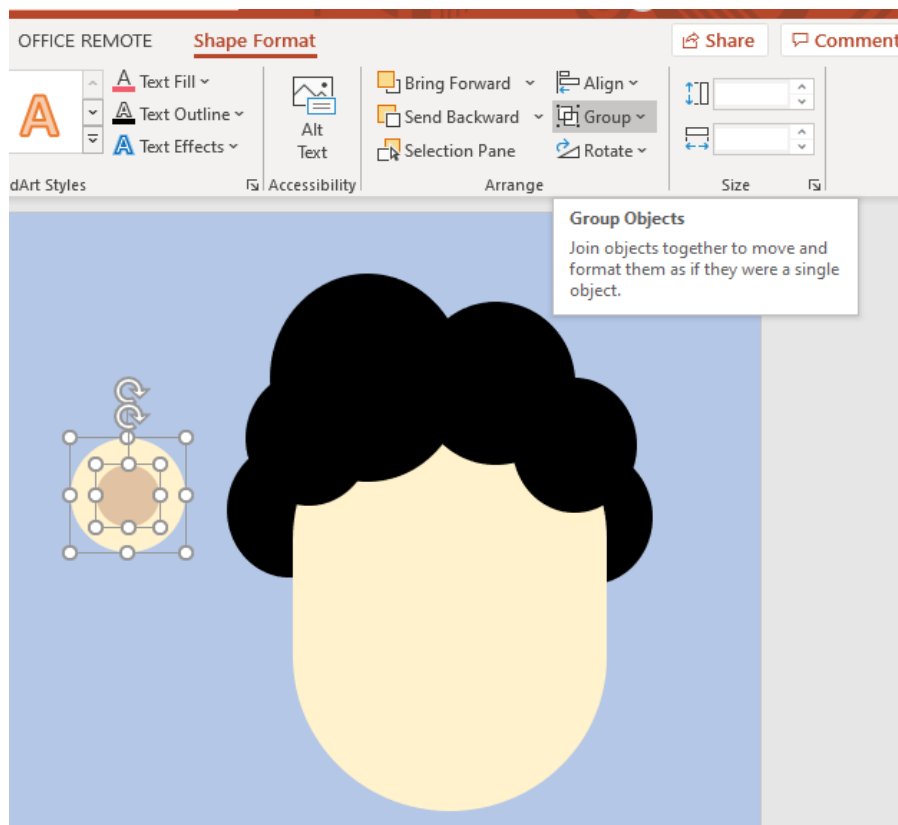 OFFICE REMOTE Shape Format Share Comment
A Text Fill Bring Forward Align
A A Text Outline Send Backward Group
A Text Effects Alt Text Selection Pane Rotate
dArt Styles Accessibility Arrange Size
Group Objects
Join objects together to move and
format them as if they were a single
object.